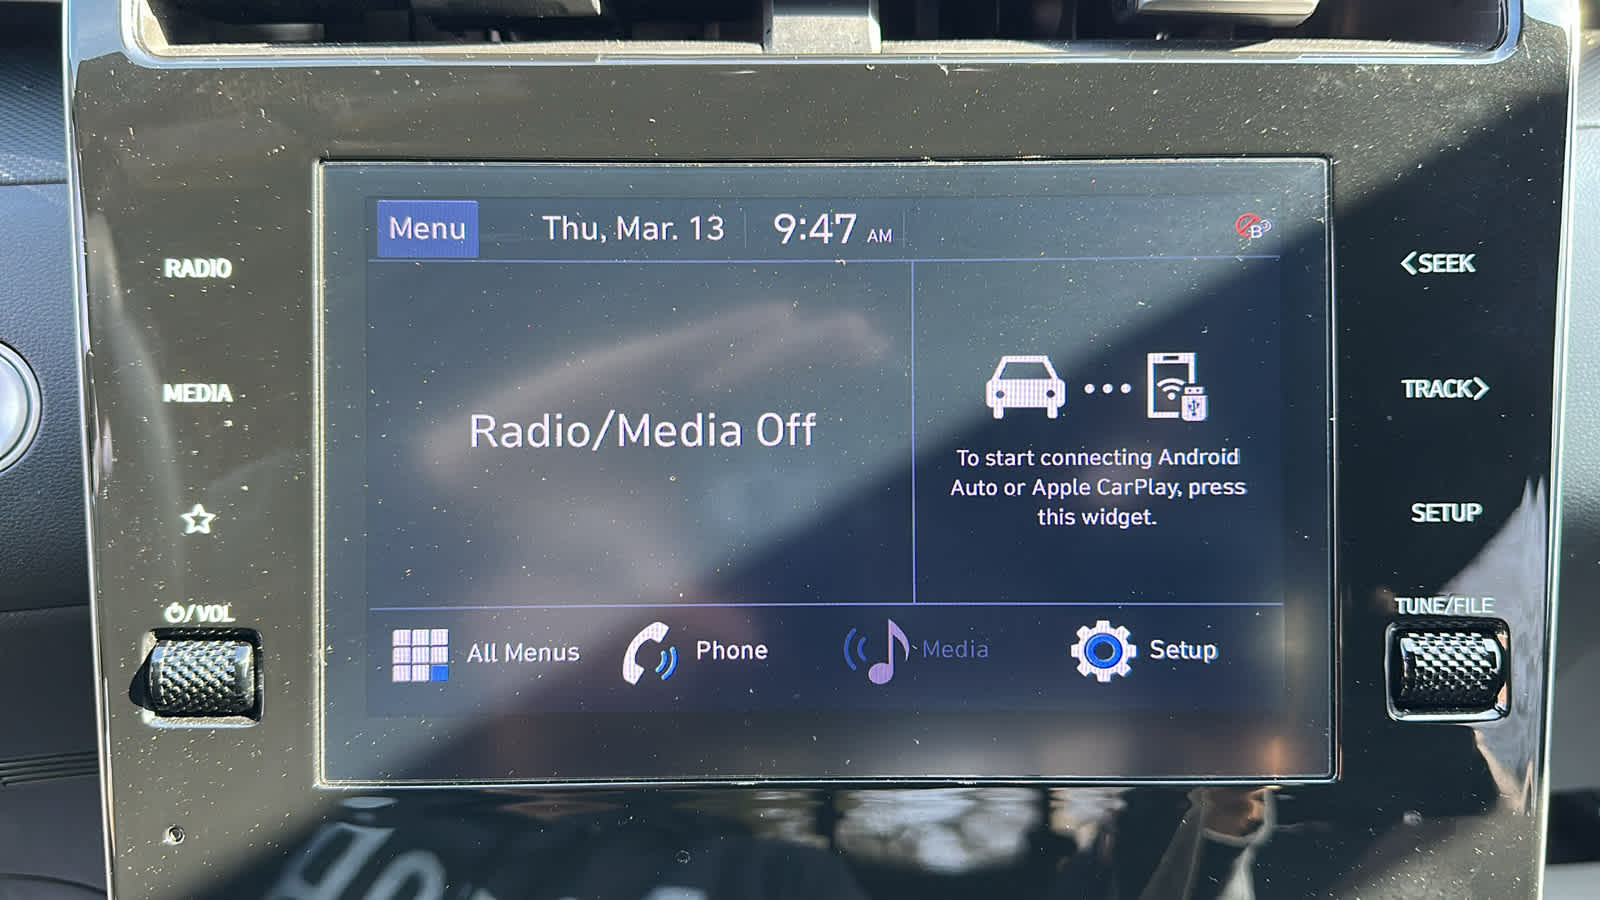 Menu Thu, Mar. 13 9:47 AM
B
RADIO
<SEEK
MEDIA
Radio/Media Off
TRACK>
To start connecting Android
Auto or Apple CarPlay, press
this widget.
SETUP
/VOL
TUNE/FILE
All Menus Phone Media Setup